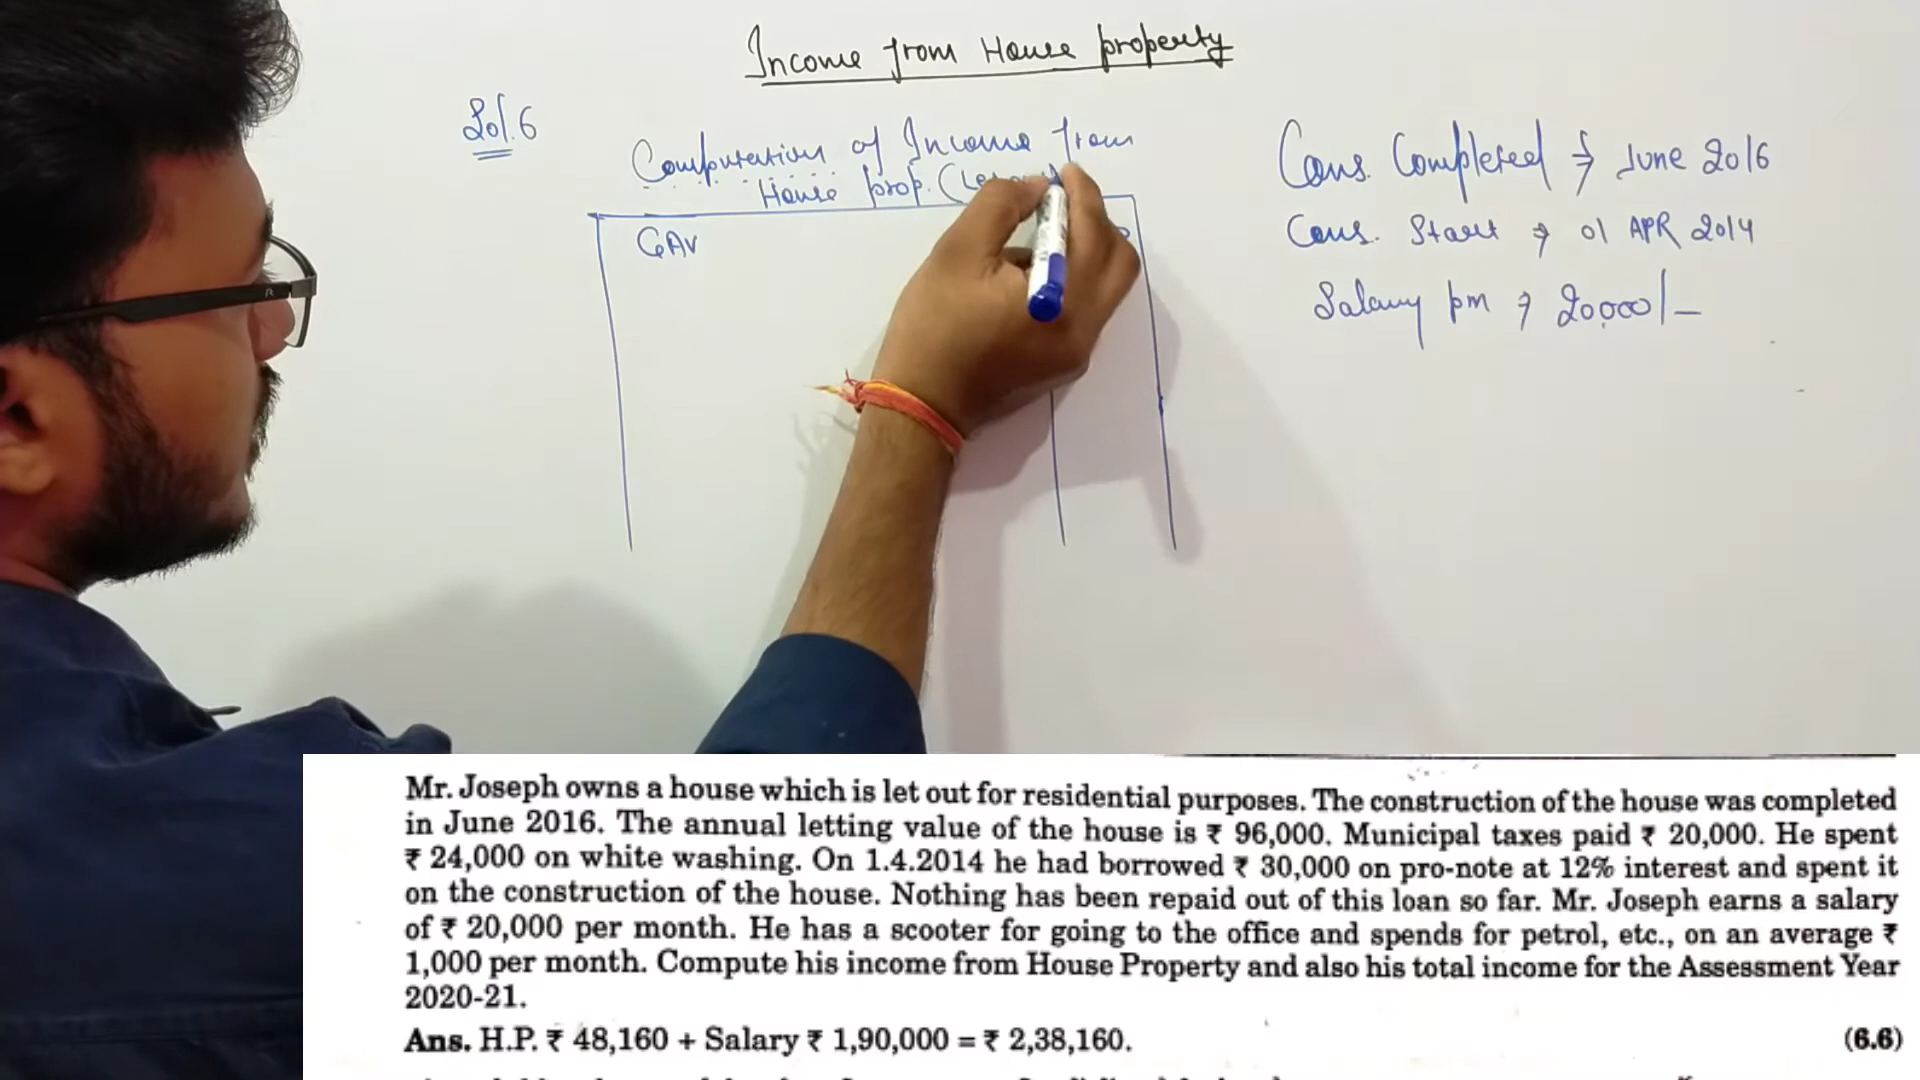 Income from House property
Sol.6
Computation of Income from
House prop.
GAV
Cons. Completed → June 2016
Cons. Start → 01 APR 2014
Salary pm → 20,000/-
Mr. Joseph owns a house which is let out for residential purposes. The construction of the house was completed
in June 2016. The annual letting value of the house is ₹ 96,000. Municipal taxes paid ₹ 20,000. He spent
₹ 24,000 on white washing. On 1.4.2014 he had borrowed ₹ 30,000 on pro-note at 12% interest and spent it
on the construction of the house. Nothing has been repaid out of this loan so far. Mr. Joseph earns a salary
of ₹ 20,000 per month. He has a scooter for going to the office and spends for petrol, etc., on an average ₹
1,000 per month. Compute his income from House Property and also his total income for the Assessment Year
2020-21.
Ans. H.P. ₹ 48,160 + Salary ₹ 1,90,000 = ₹ 2,38,160. (6.6)